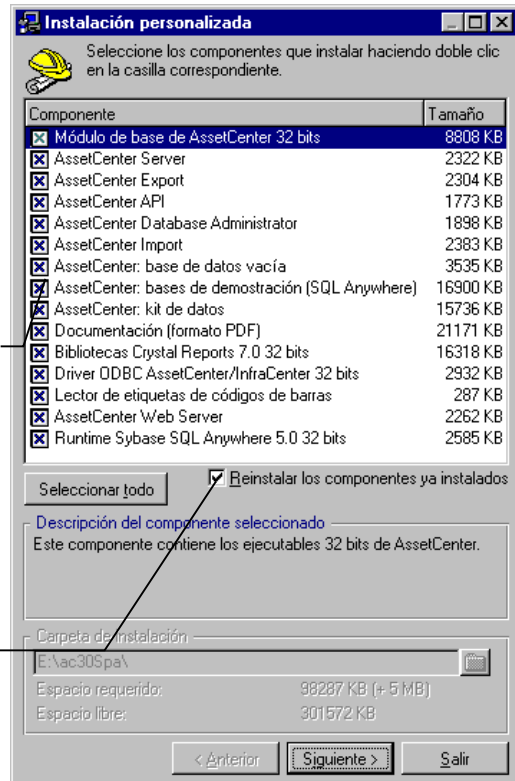 Instalación personalizada
Seleccione los componentes que instalar haciendo doble clic
en la casilla correspondiente.
Componente Tamaño
Módulo de base de AssetCenter 32 bits 8808 KB
AssetCenter Server 2322 KB
AssetCenter Export 2304 KB
AssetCenter API 1773 KB
AssetCenter Database Administrator 1898 KB
AssetCenter Import 2383 KB
AssetCenter: base de datos vacía 3535 KB
AssetCenter: bases de demostración (SQL Anywhere) 16900 KB
AssetCenter: kit de datos 15736 KB
Documentación (formato PDF) 21171 KB
Bibliotecas Crystal Reports 7.0 32 bits 16318 KB
Driver ODBC AssetCenter/InfraCenter 32 bits 2932 KB
Lector de etiquetas de códigos de barras 287 KB
AssetCenter Web Server 2262 KB
Runtime Sybase SQL Anywhere 5.0 32 bits 2585 KB
Seleccionar todo Reinstalar los componentes ya instalados
Descripción del componente seleccionado
Este componente contiene los ejecutables 32 bits de AssetCenter.
Carpeta de instalación
E:\ac30Spa\
Espacio requerido: 98287 KB (+ 5 MB)
Espacio libre: 301572 KB
< Anterior Siguiente > Salir